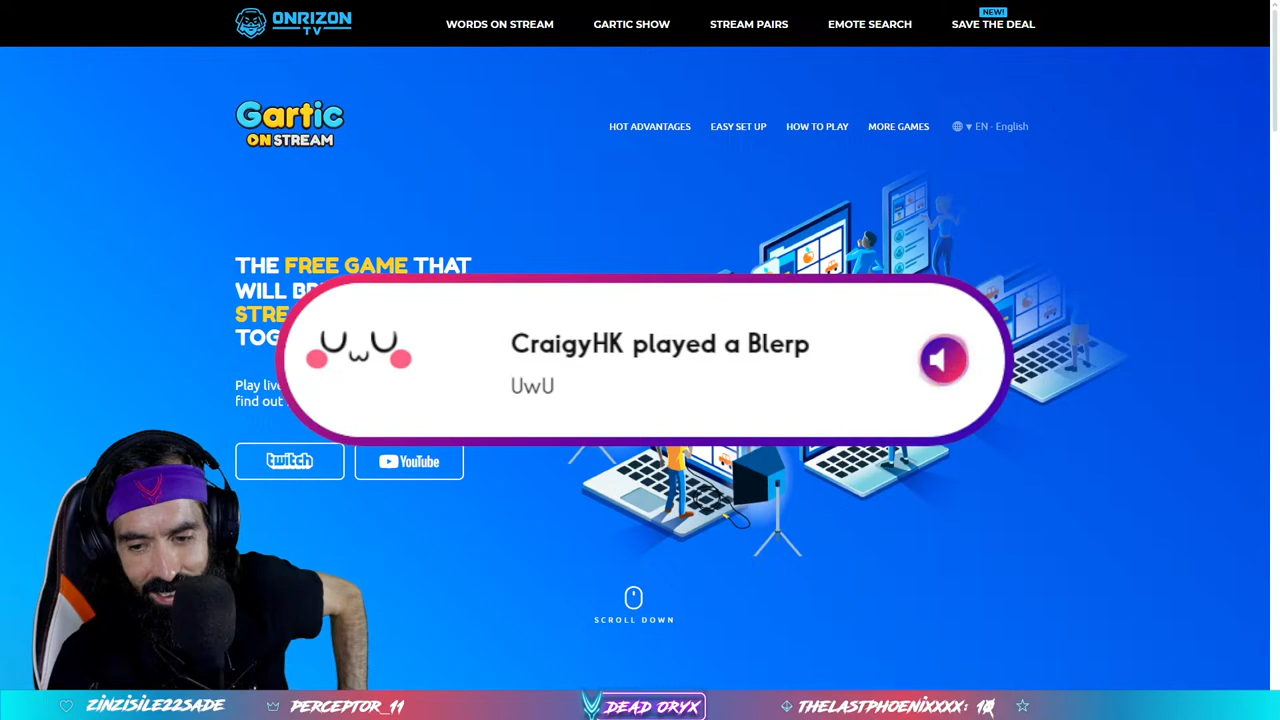 ONRIZON
TV
WORDS ON STREAM
GARTIC SHOW
STREAM PAIRS
EMOTE SEARCH
NEW!
SAVE THE DEAL
Gartic
ON STREAM
HOT ADVANTAGES
EASY SET UP
HOW TO PLAY
MORE GAMES
▾ EN · English
THE FREE GAME THAT
WILL
STRE
TOG
Play
find out
CraigyHK played a Blerp
UwU
twitch
YouTube
SCROLL DOWN
ZINZISILE22SADE
PERCEPTOR_11
DEAD ORYX
THELASTPHOENIXXXX: